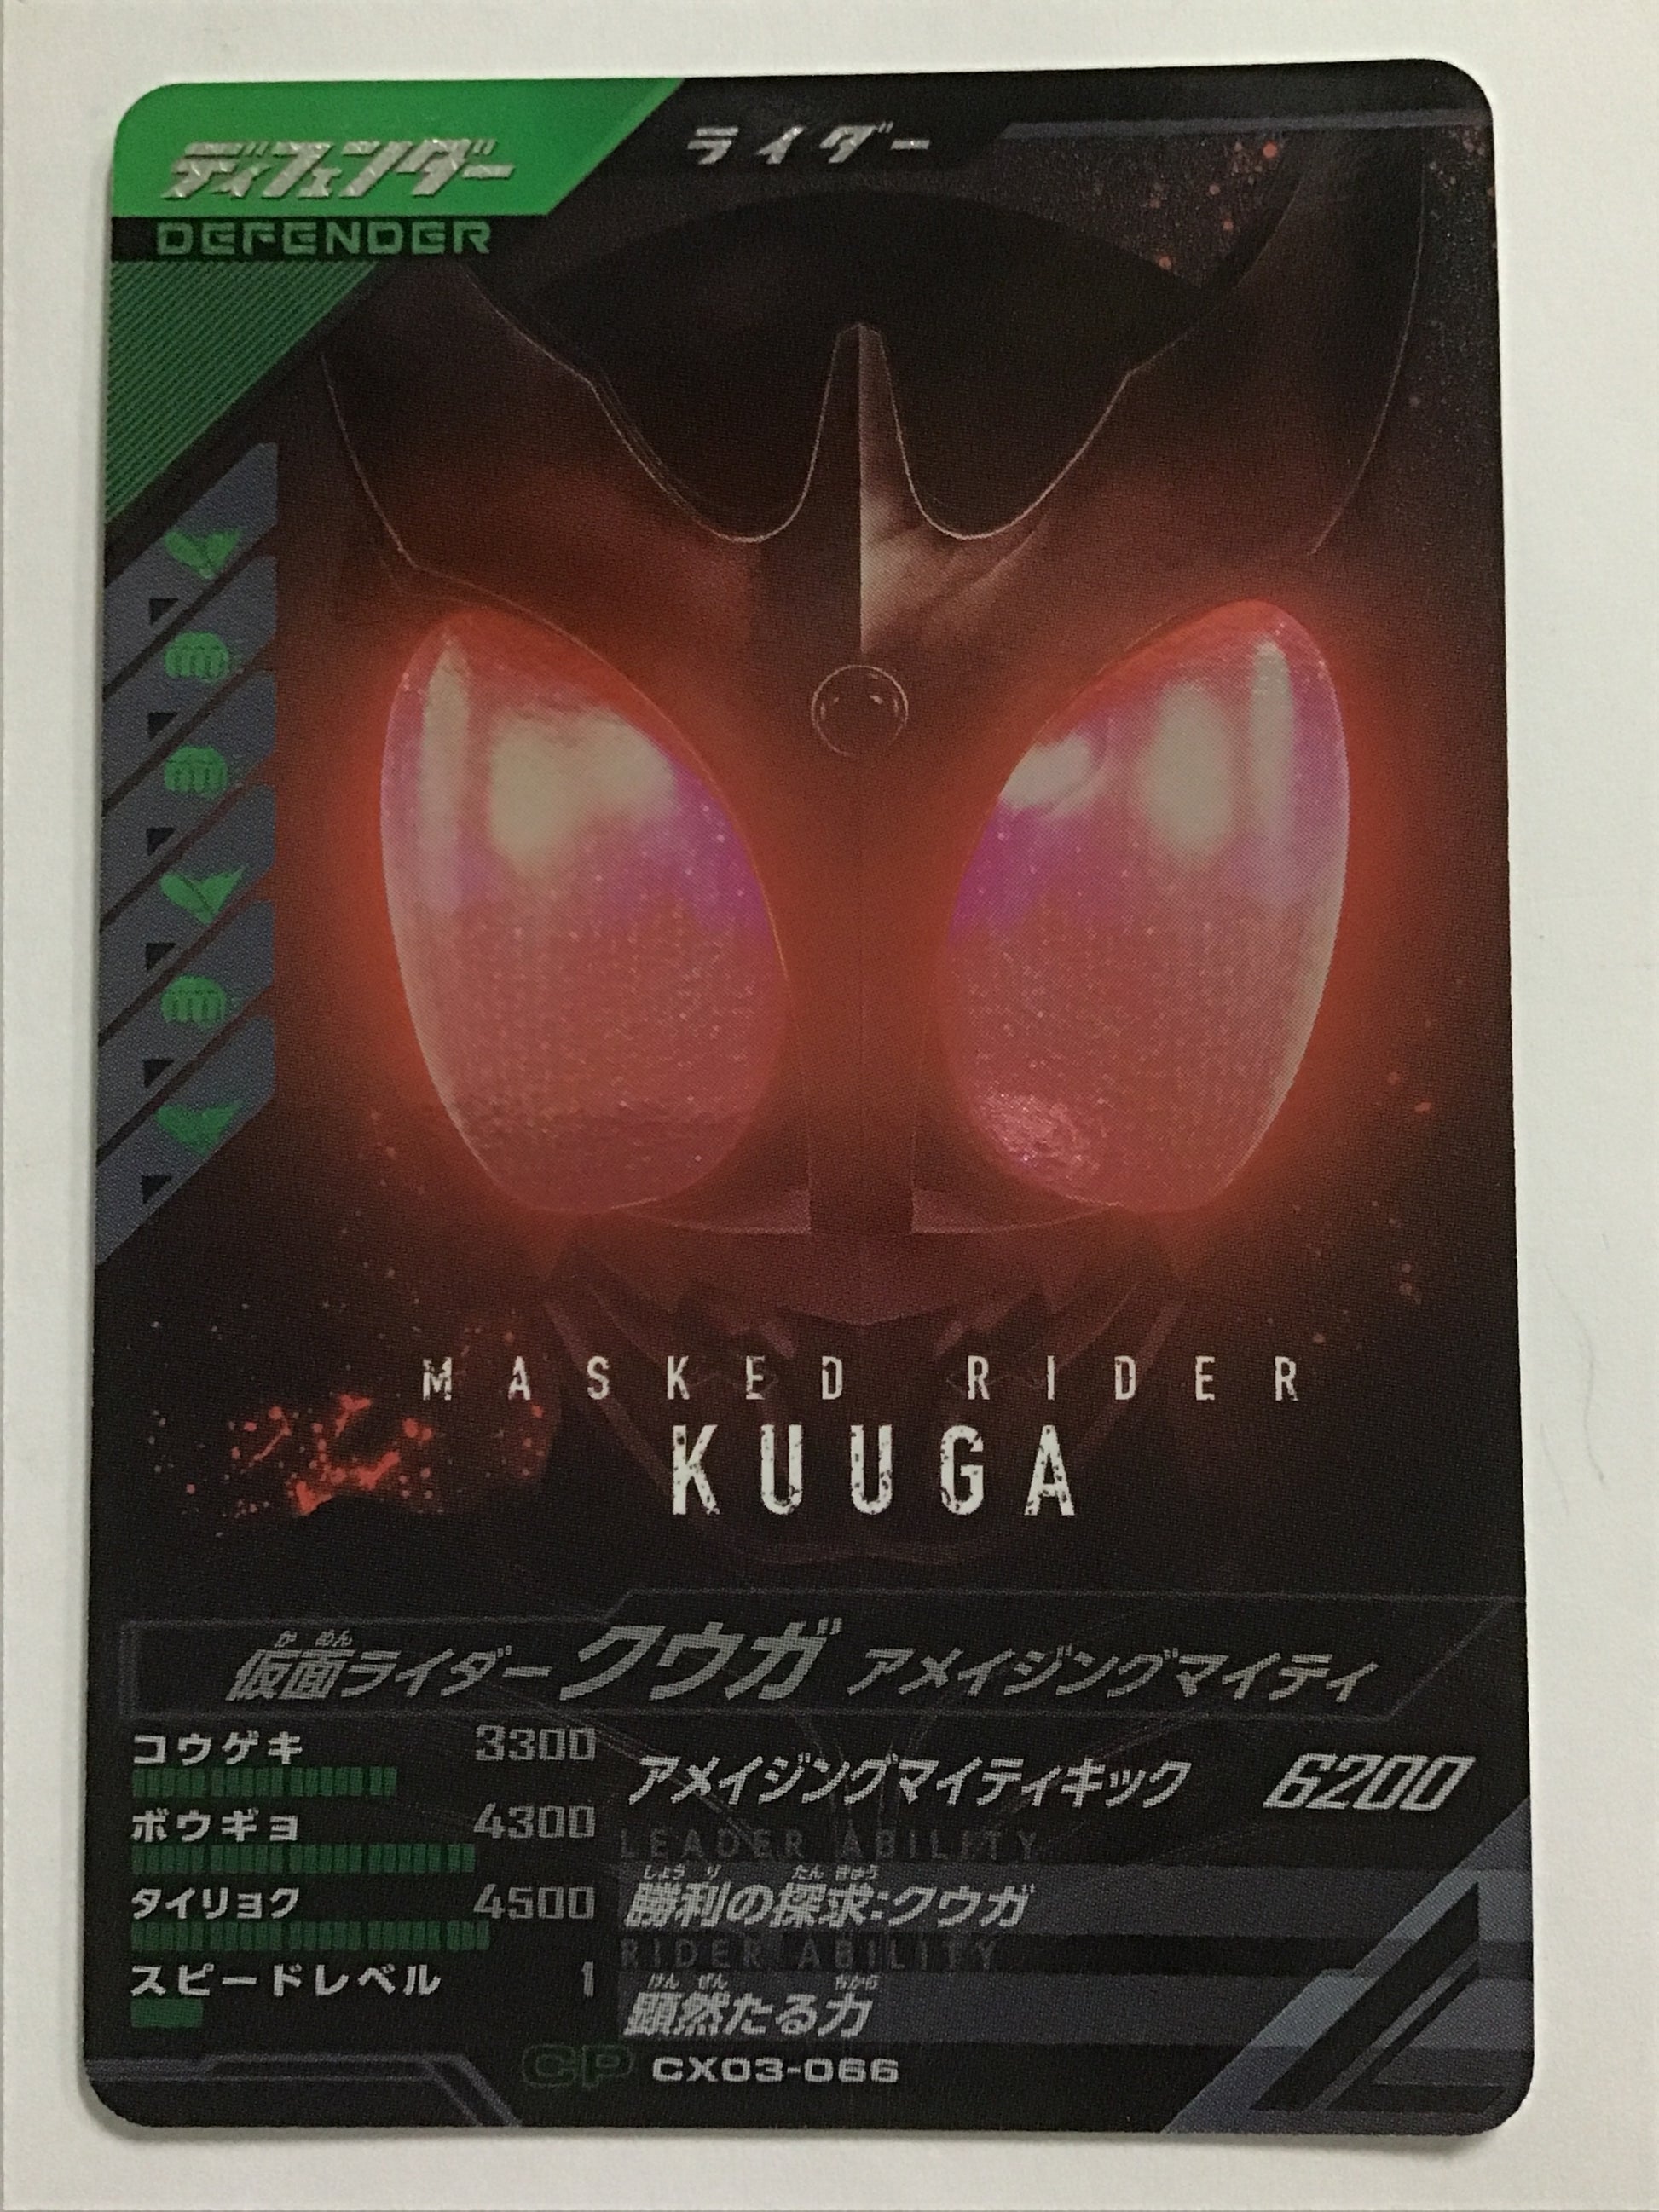 ディフェンダー
ライダー
DEFENDER
MASKED RIDER
KUUGA
かめん
仮面ライダークウガ アメイジングマイティ
コウゲキ 3300
ボウギョ 4300
タイリョク 4500
スピードレベル 1
アメイジングマイティキック 6200
LEADER ABILITY
しょうり たんきゅう
勝利の探求:クウガ
RIDER ABILITY
けんぜん ちから
顕然たる力
CP CX03-066